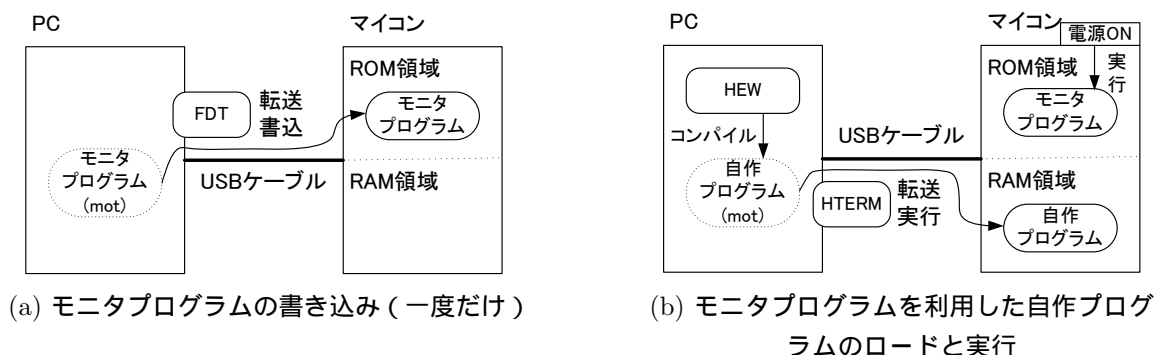 PC
マイコン
ROM領域
FDT
転送
書込
モニタ
プログラム
モニタ
プログラム
(mot)
USBケーブル
RAM領域
(a) モニタプログラムの書き込み(一度だけ)
PC
マイコン
電源ON
HEW
ROM領域
実
行
モニタ
プログラム
コンパイル
USBケーブル
自作
プログラム
(mot)
HTERM
転送
実行
RAM領域
自作
プログラム
(b) モニタプログラムを利用した自作プログ
ラムのロードと実行